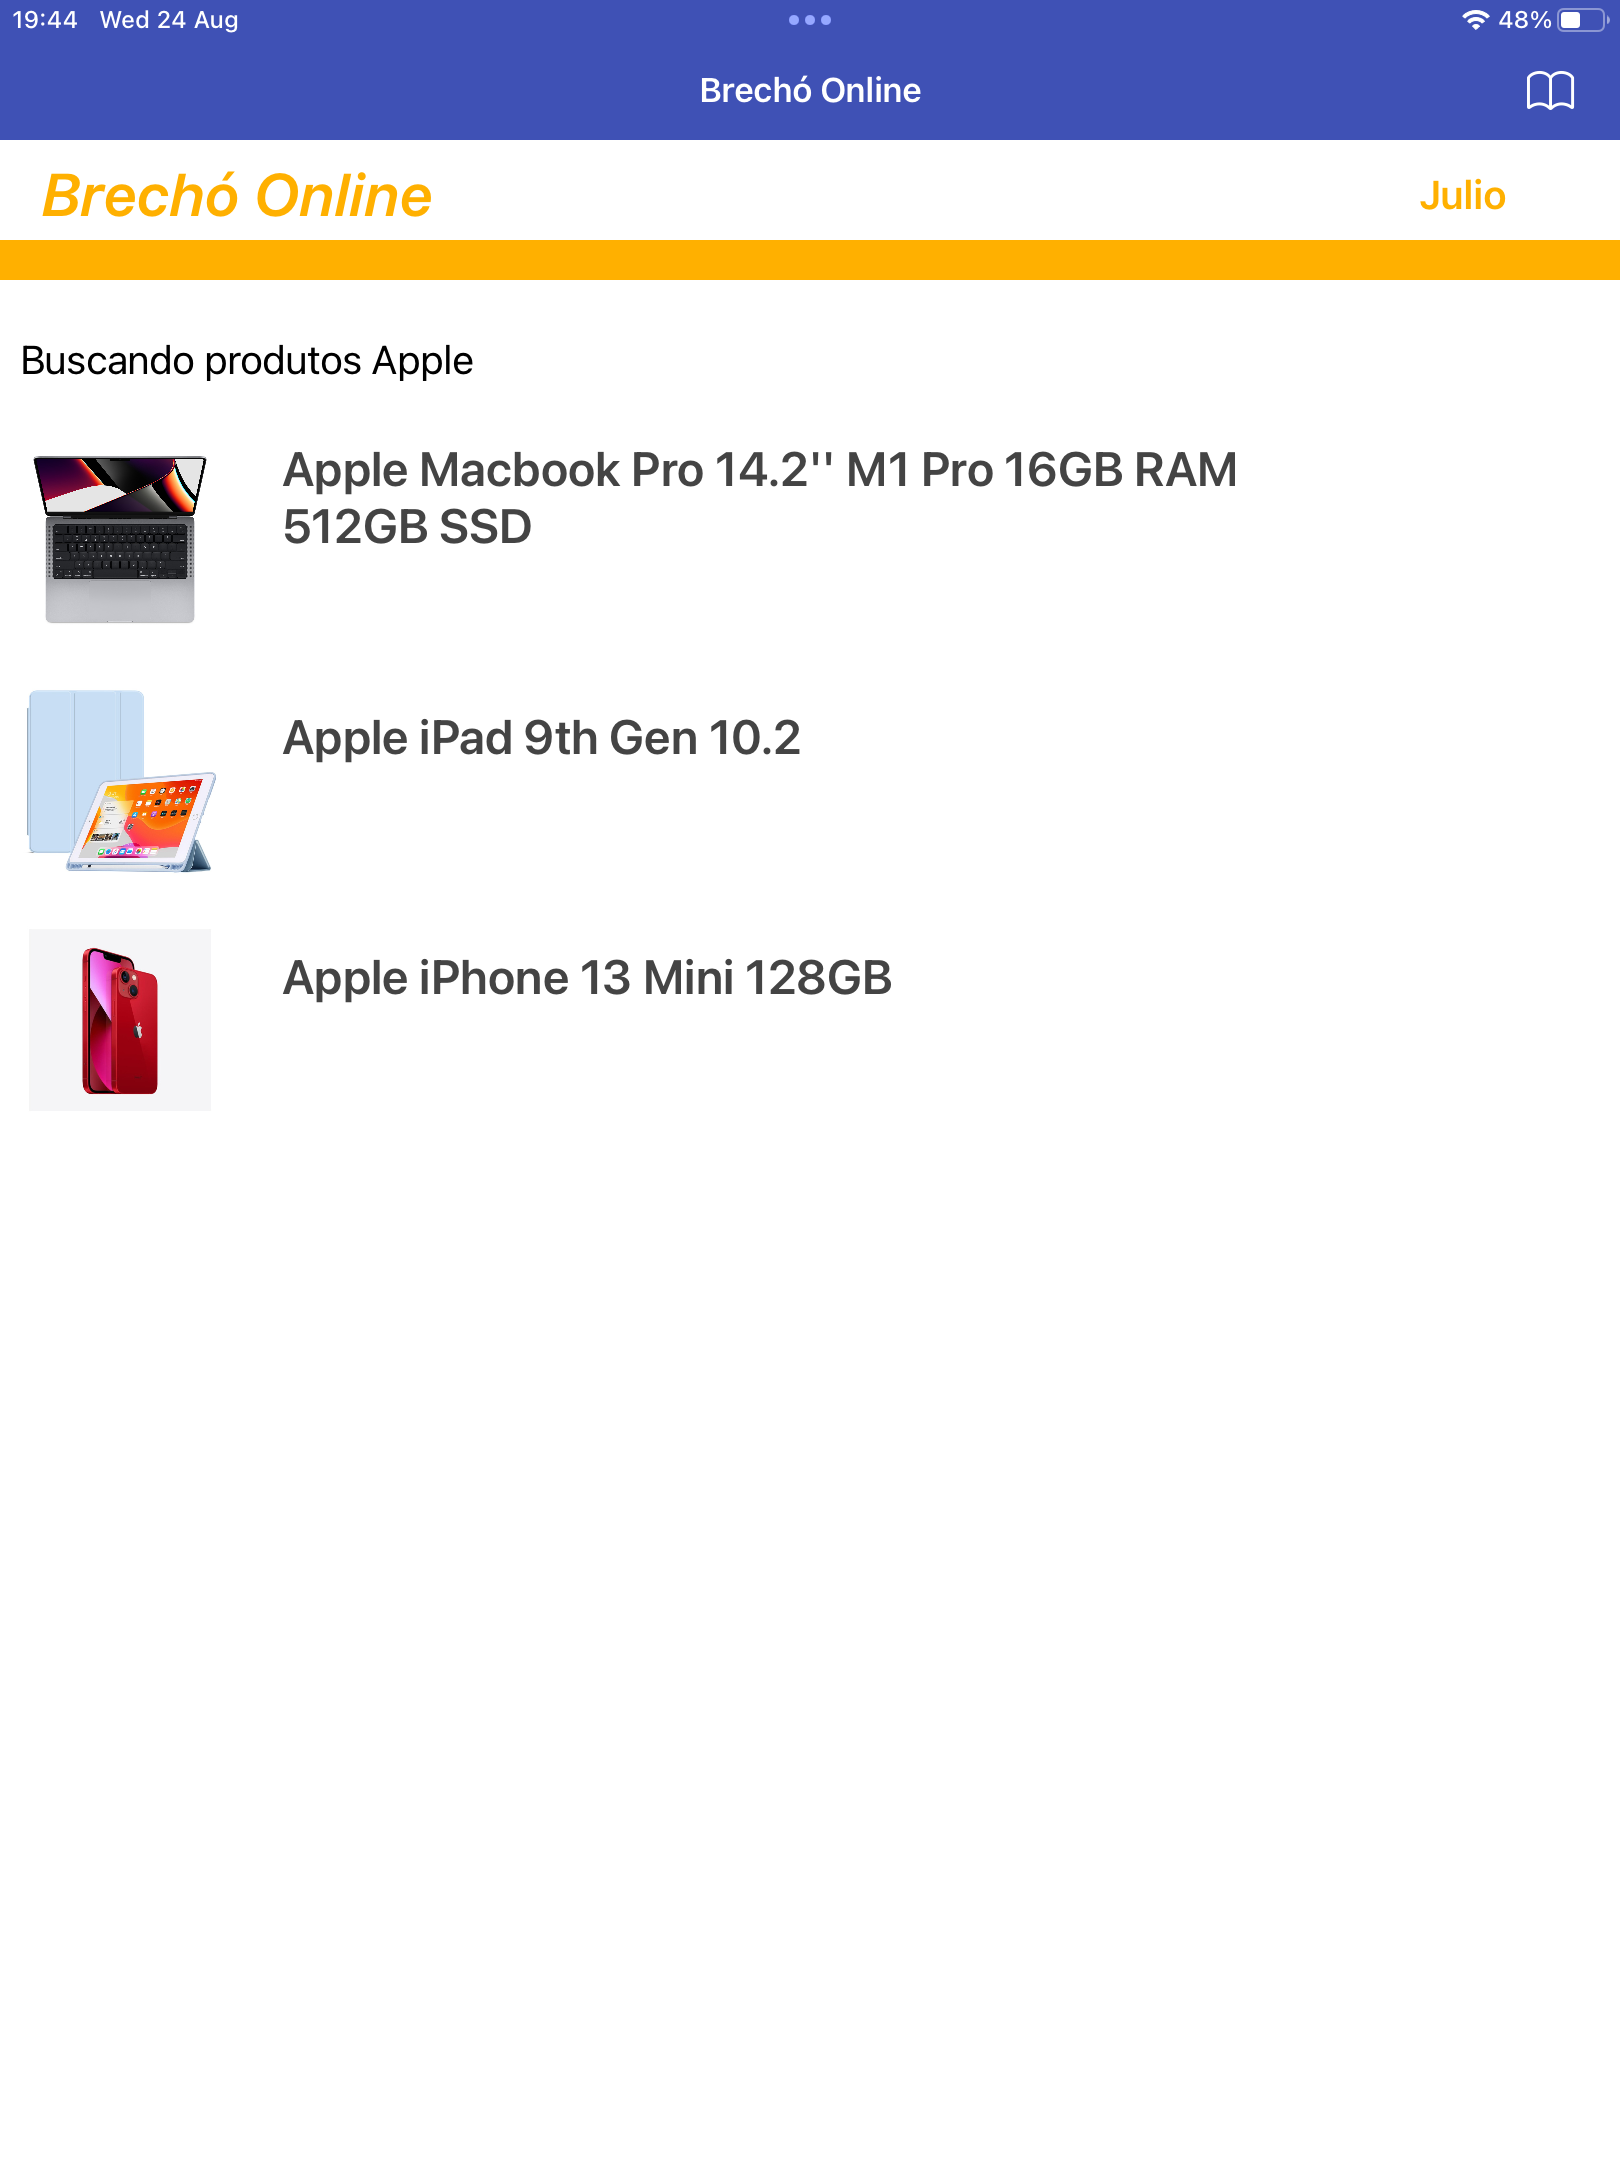 19:44 Wed 24 Aug
48%
Brechó Online
Brechó Online
Julio
Buscando produtos Apple
Apple Macbook Pro 14.2'' M1 Pro 16GB RAM
512GB SSD
Apple iPad 9th Gen 10.2
Apple iPhone 13 Mini 128GB